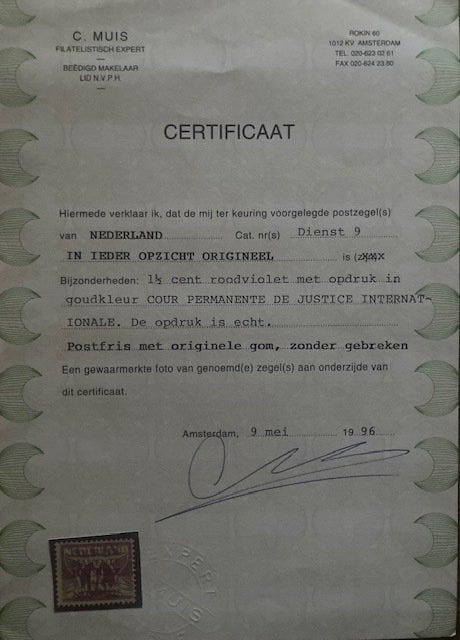 C. MUIS
FILATELISTISCH EXPERT
BEËDIGD MAKELAAR
LID N.V.P.H.
ROKIN 60
1012 KV AMSTERDAM
TEL. 020-623 02 61
FAX 020-624 23 80
CERTIFICAAT
Hiermede verklaar ik, dat de mij ter keuring voorgelegde postzegel(s)
van NEDERLAND Cat. nr(s) Dienst 9
IN IEDER OPZICHT ORIGINEEL is
Bijzonderheden: 1½ cent roodviolet met opdruk in
goudkleur COUR PERMANENTE DE JUSTICE INTERNAT-
IONALE. De opdruk is echt.
Postfris met originele gom, zonder gebreken
Een gewaarmerkte foto van genoemd(e) zegel(s) aan onderzijde van
dit certificaat.
Amsterdam, 9 mei 1996
NEDERLAND
EXPERT
MUIS